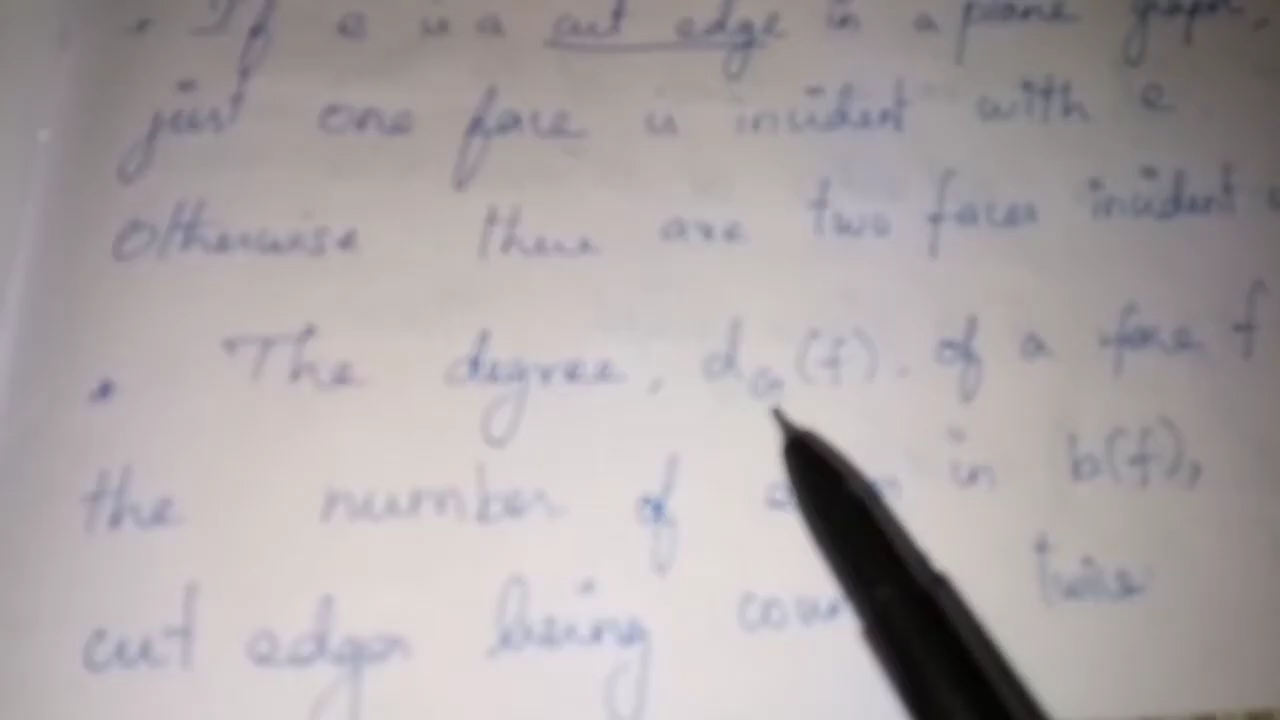 • If e is a cut edge in a plane graph,
just one face is incident with e
otherwise there are two faces incident
• The degree, dG(f). of a face f
the number of in b(f),
cut edges being twice